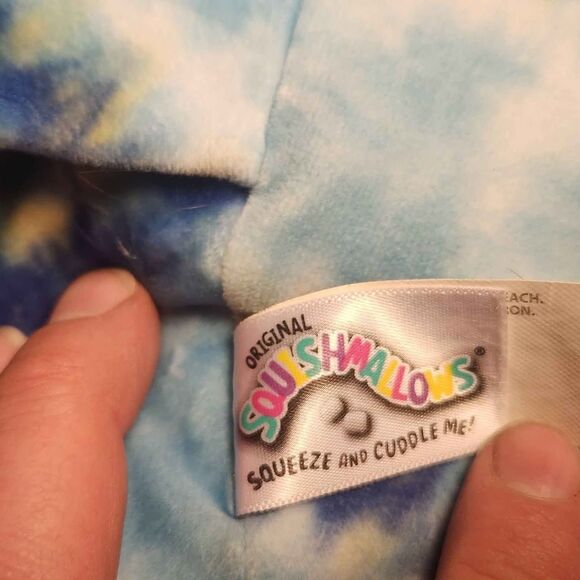 ORIGINAL
SQUISHMALLOWS®
SQUEEZE AND CUDDLE ME!
EACH.
RON.